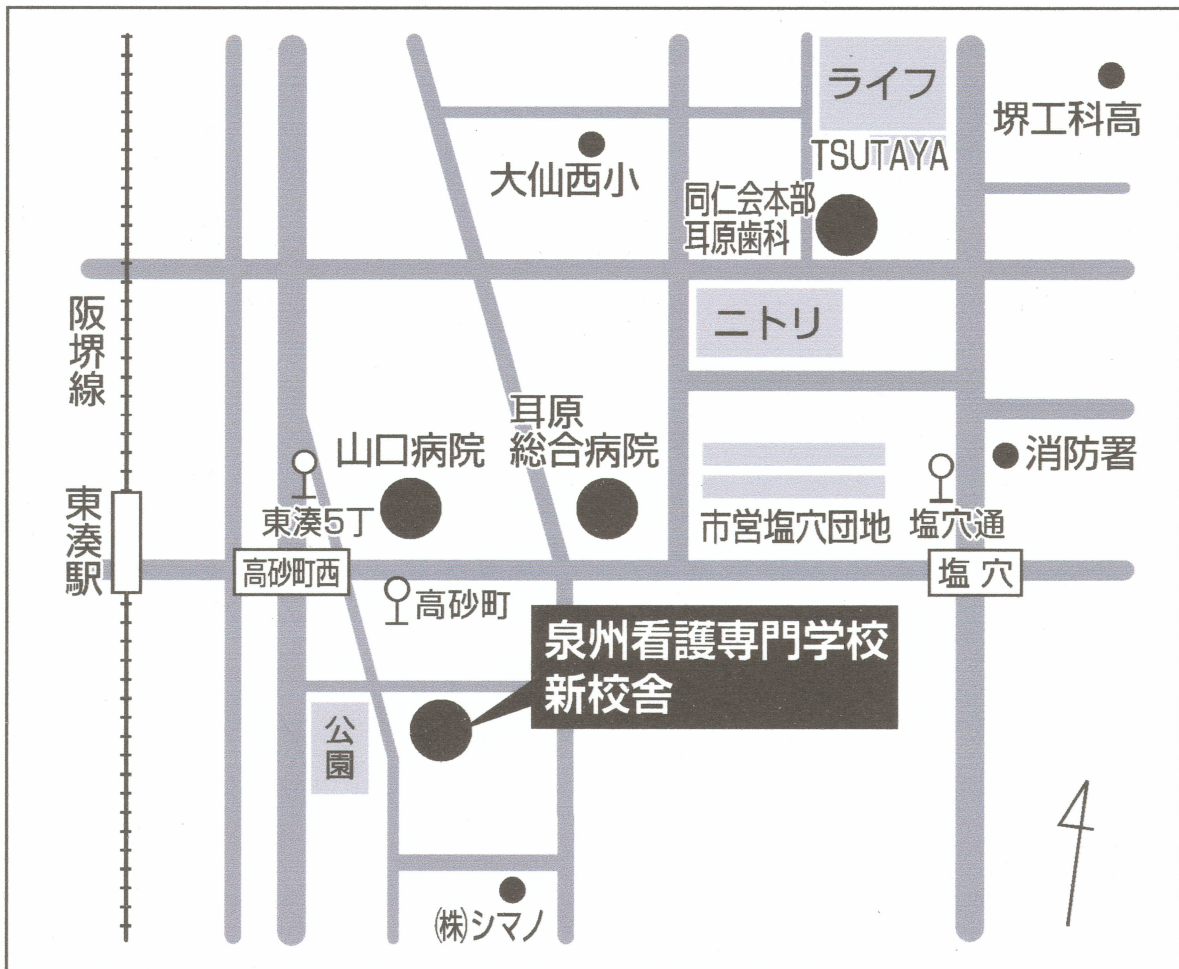 ライフ
堺工科高
TSUTAYA
大仙西小
同仁会本部
耳原歯科
阪堺線
ニトリ
耳原
総合病院
山口病院
消防署
東湊5丁
市営塩穴団地
塩穴通
東湊駅
高砂町西
塩穴
高砂町
泉州看護専門学校
新校舎
公園
㈱シマノ